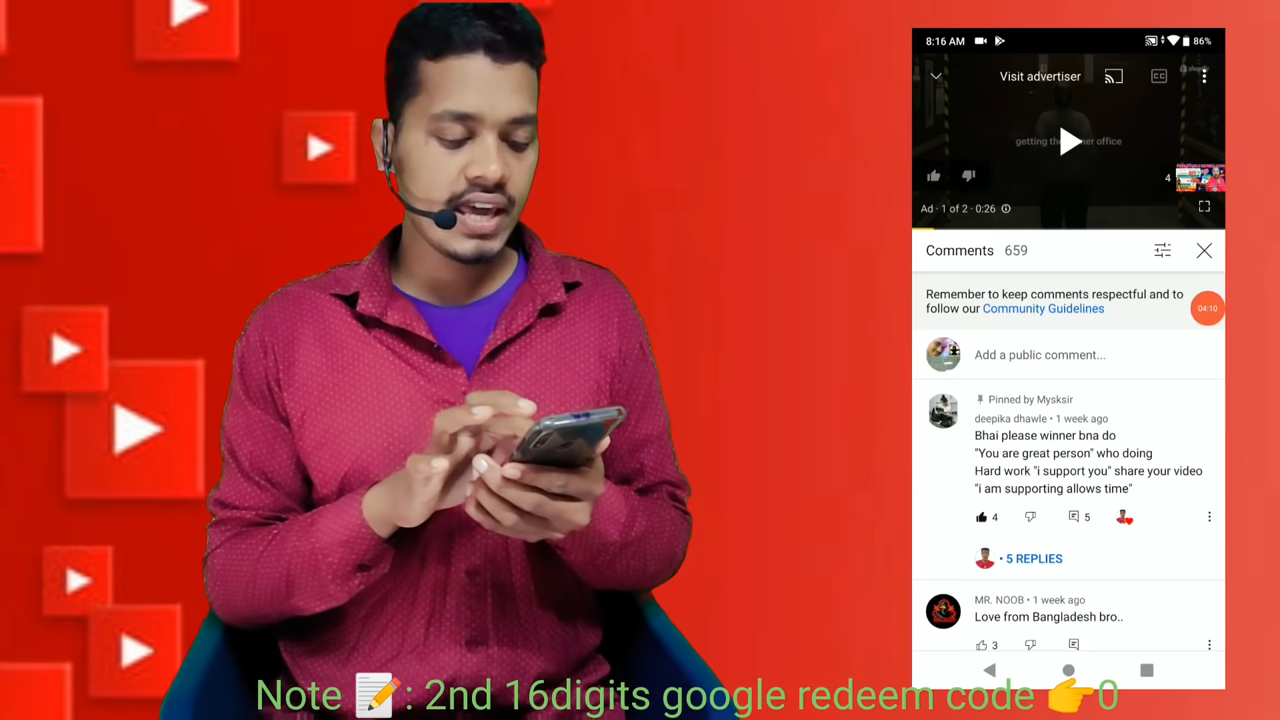 8:16 AM 86%
Visit advertiser
CC
getting the
er office
4
Ad · 1 of 2 · 0:26
Comments 659
Remember to keep comments respectful and to
follow our Community Guidelines
04:10
Add a public comment...
Pinned by Mysksir
deepika dhawle • 1 week ago
Bhai please winner bna do
"You are great person" who doing
Hard work "i support you" share your video
"i am supporting allows time"
4 5
• 5 REPLIES
MR. NOOB • 1 week ago
Love from Bangladesh bro..
3
Note 📝: 2nd 16digits google redeem code 👉0